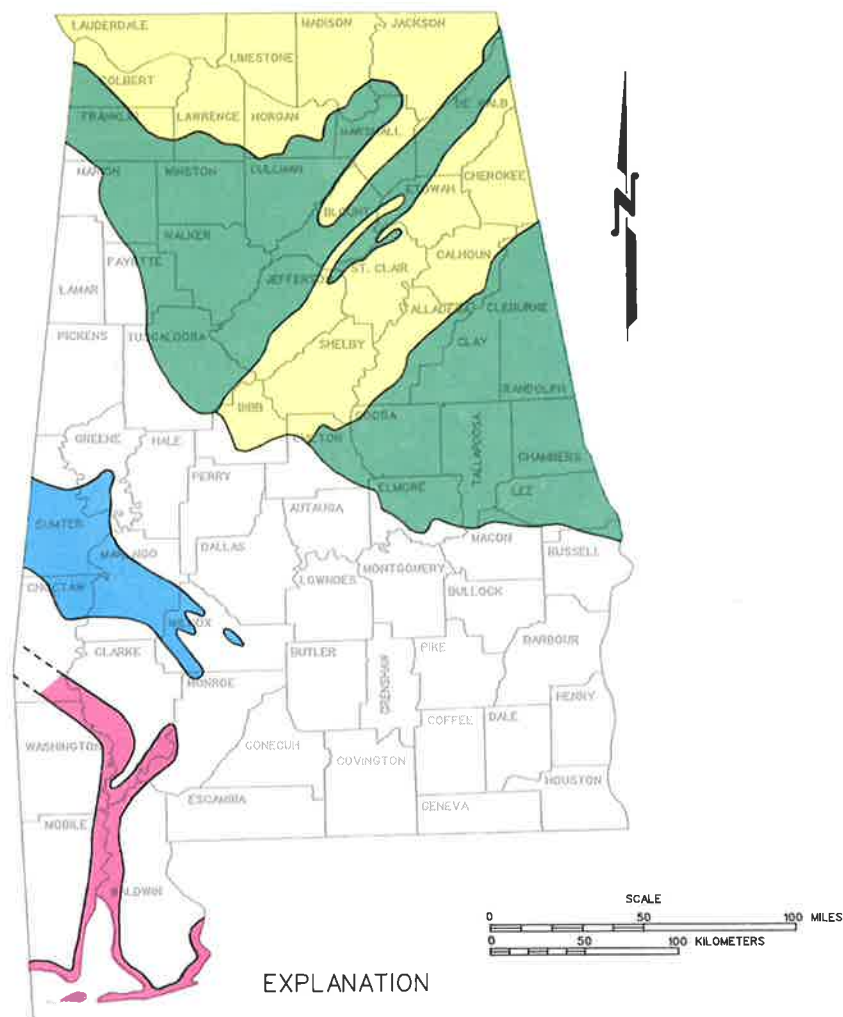 LAUDERDALE
MADISON
JACKSON
LIMESTONE
COLBERT
FRANKLIN
LAWRENCE
MORGAN
MARSHALL
DE KALB
MARION
WINSTON
CULLMAN
CHEROKEE
ETOWAH
BLOUNT
WALKER
FAYETTE
JEFFERSON
ST. CLAIR
CALHOUN
LAMAR
TALLADEGA
CLEBURNE
PICKENS
TUSCALOOSA
SHELBY
CLAY
RANDOLPH
BIBB
COOSA
CHILTON
GREENE
HALE
TALLAPOOSA
CHAMBERS
PERRY
ELMORE
LEE
AUTAUGA
SUMTER
MARENGO
DALLAS
MACON
RUSSELL
LOWNDES
MONTGOMERY
CHOCTAW
BULLOCK
WILCOX
CLARKE
BUTLER
CRENSHAW
PIKE
BARBOUR
MONROE
HENRY
COFFEE
DALE
WASHINGTON
CONECUH
COVINGTON
HOUSTON
ESCAMBIA
GENEVA
MOBILE
BALDWIN
N
SCALE
0 50 100 MILES
0 50 100 KILOMETERS
EXPLANATION